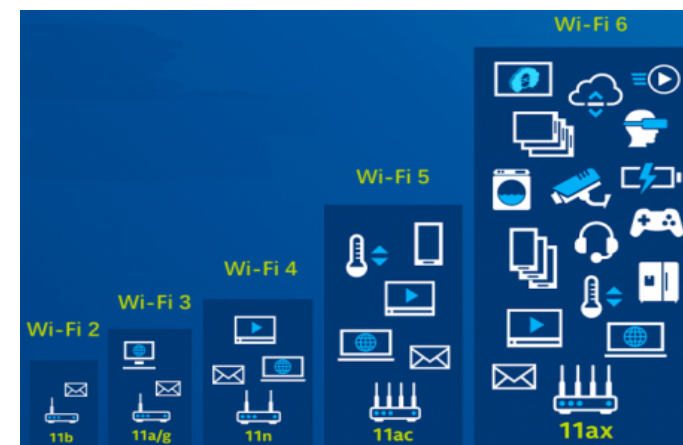 Wi-Fi 6
Wi-Fi 5
Wi-Fi 4
Wi-Fi 3
Wi-Fi 2
11b
11a/g
11n
11ac
11ax